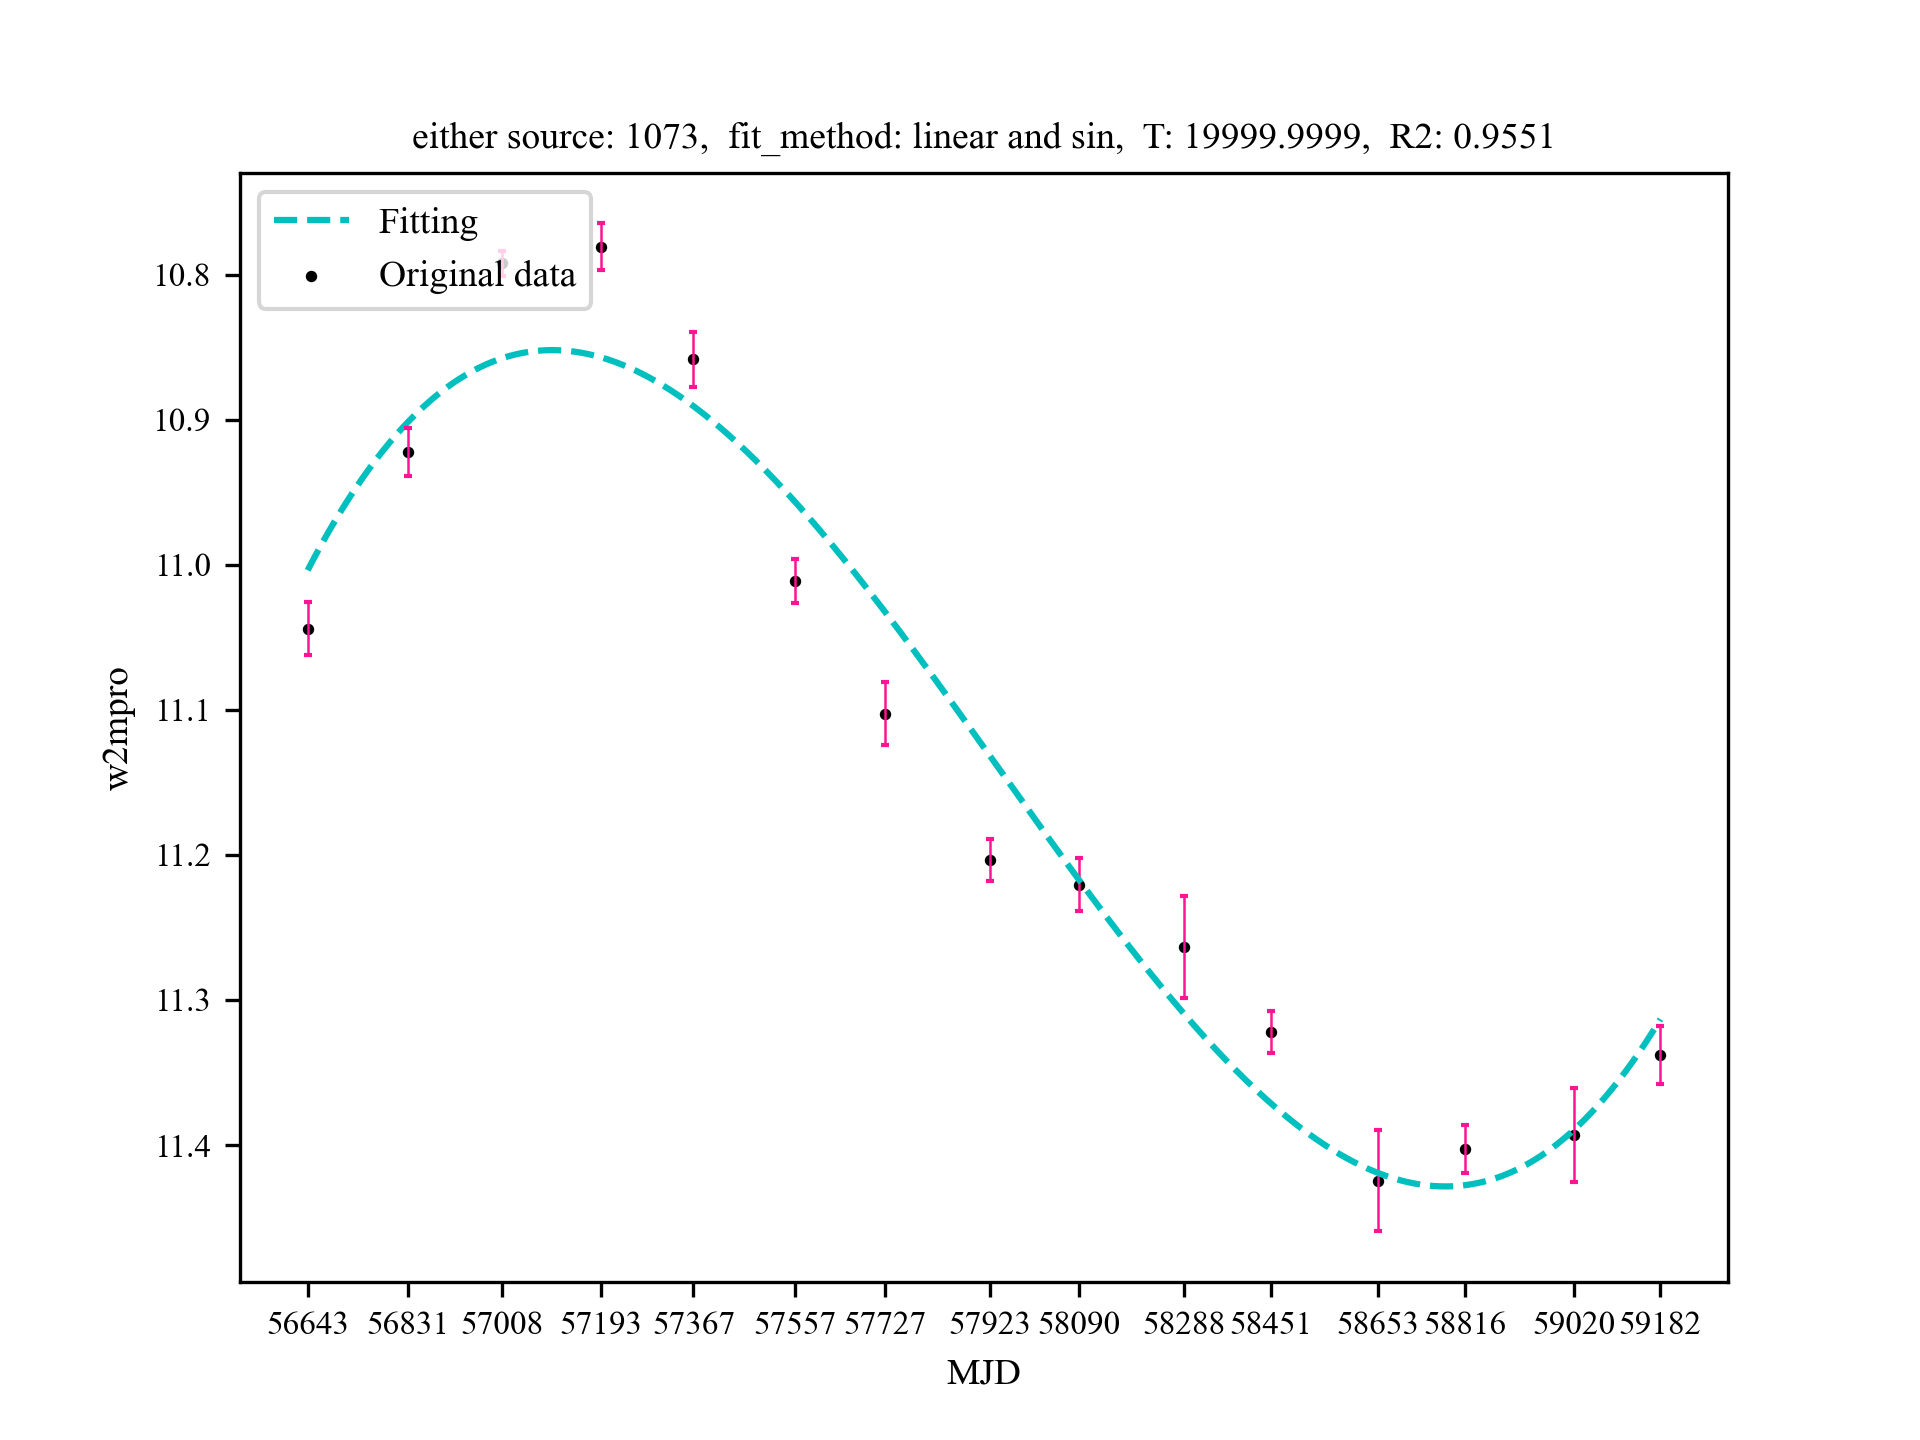 either source: 1073,  fit_method: linear and sin,  T: 19999.9999,  R2: 0.9551
Fitting
Original data
10.8
10.9
11.0
11.1
11.2
11.3
11.4
w2mpro
56643 56831 57008 57193 57367 57557 57727 57923 58090 58288 58451 58653 58816 59020 59182
MJD